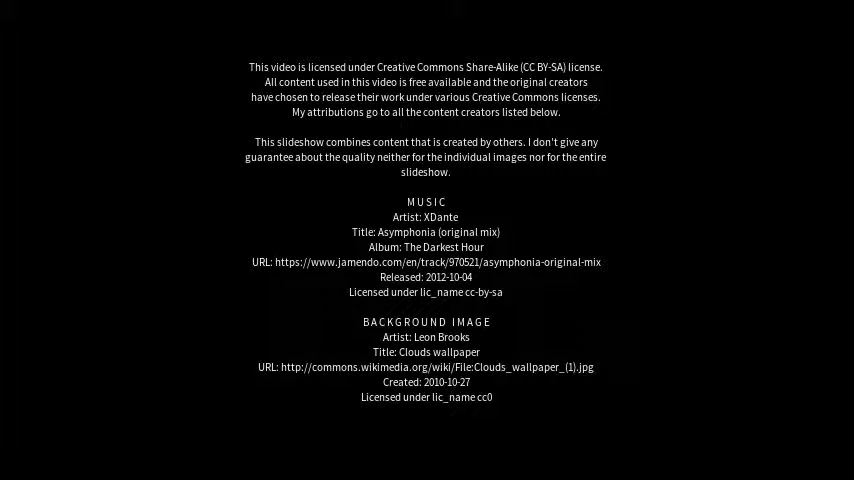 This video is licensed under Creative Commons Share-Alike (CC BY-SA) license.
All content used in this video is free available and the original creators
have chosen to release their work under various Creative Commons licenses.
My attributions go to all the content creators listed below.
This slideshow combines content that is created by others. I don't give any
guarantee about the quality neither for the individual images nor for the entire
slideshow.
MUSIC
Artist: XDante
Title: Asymphonia (original mix)
Album: The Darkest Hour
URL: https://www.jamendo.com/en/track/970521/asymphonia-original-mix
Released: 2012-10-04
Licensed under lic_name cc-by-sa
BACKGROUND IMAGE
Artist: Leon Brooks
Title: Clouds wallpaper
URL: http://commons.wikimedia.org/wiki/File:Clouds_wallpaper_(1).jpg
Created: 2010-10-27
Licensed under lic_name cc0